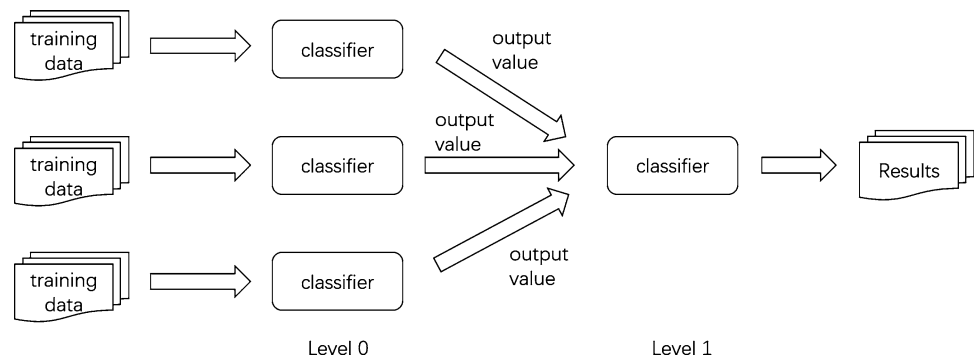 training
data
classifier
output
value
training
data
classifier
output
value
classifier
Results
training
data
classifier
output
value
Level 0
Level 1